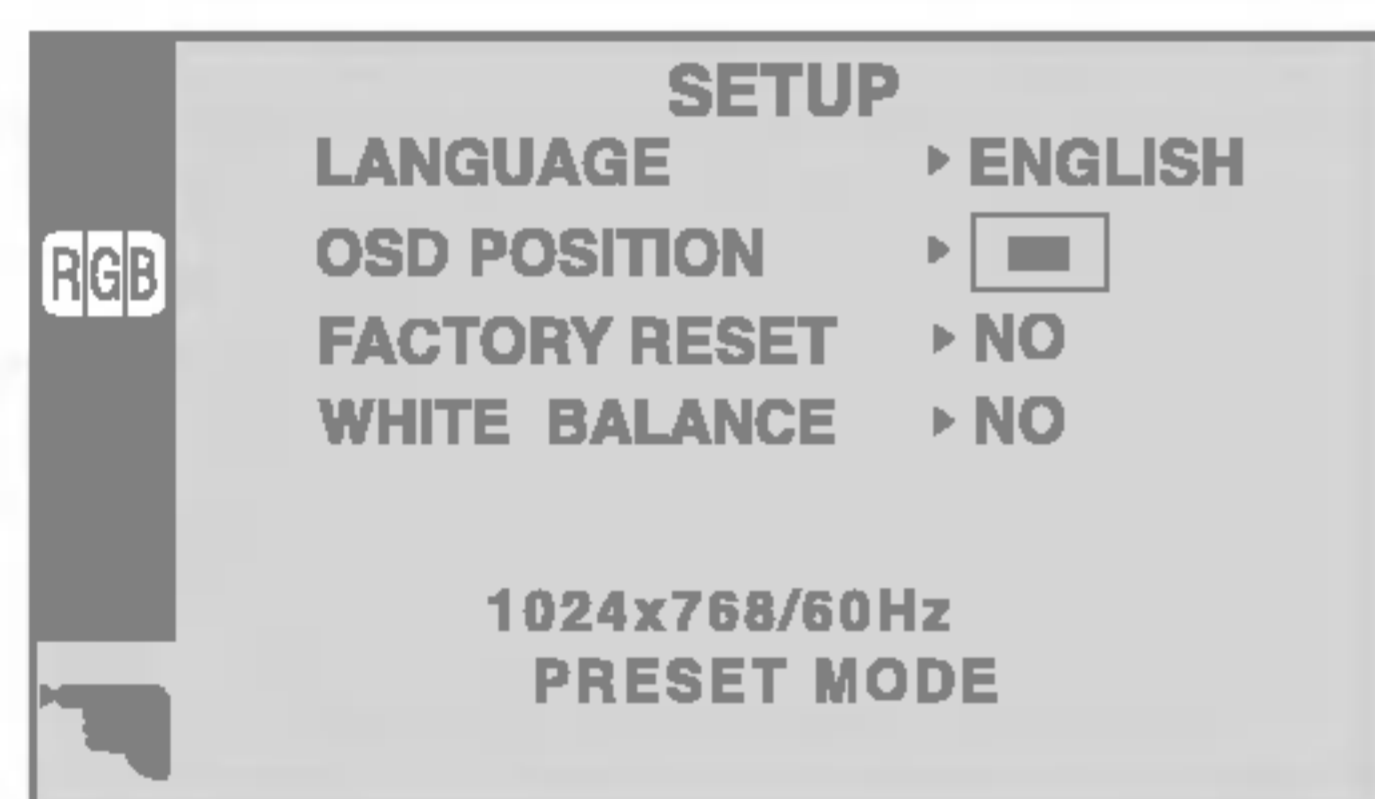 SETUP
LANGUAGE ▸ ENGLISH
OSD POSITION ▸
RGB
FACTORY RESET ▸ NO
WHITE BALANCE ▸ NO
1024x768/60Hz
PRESET MODE